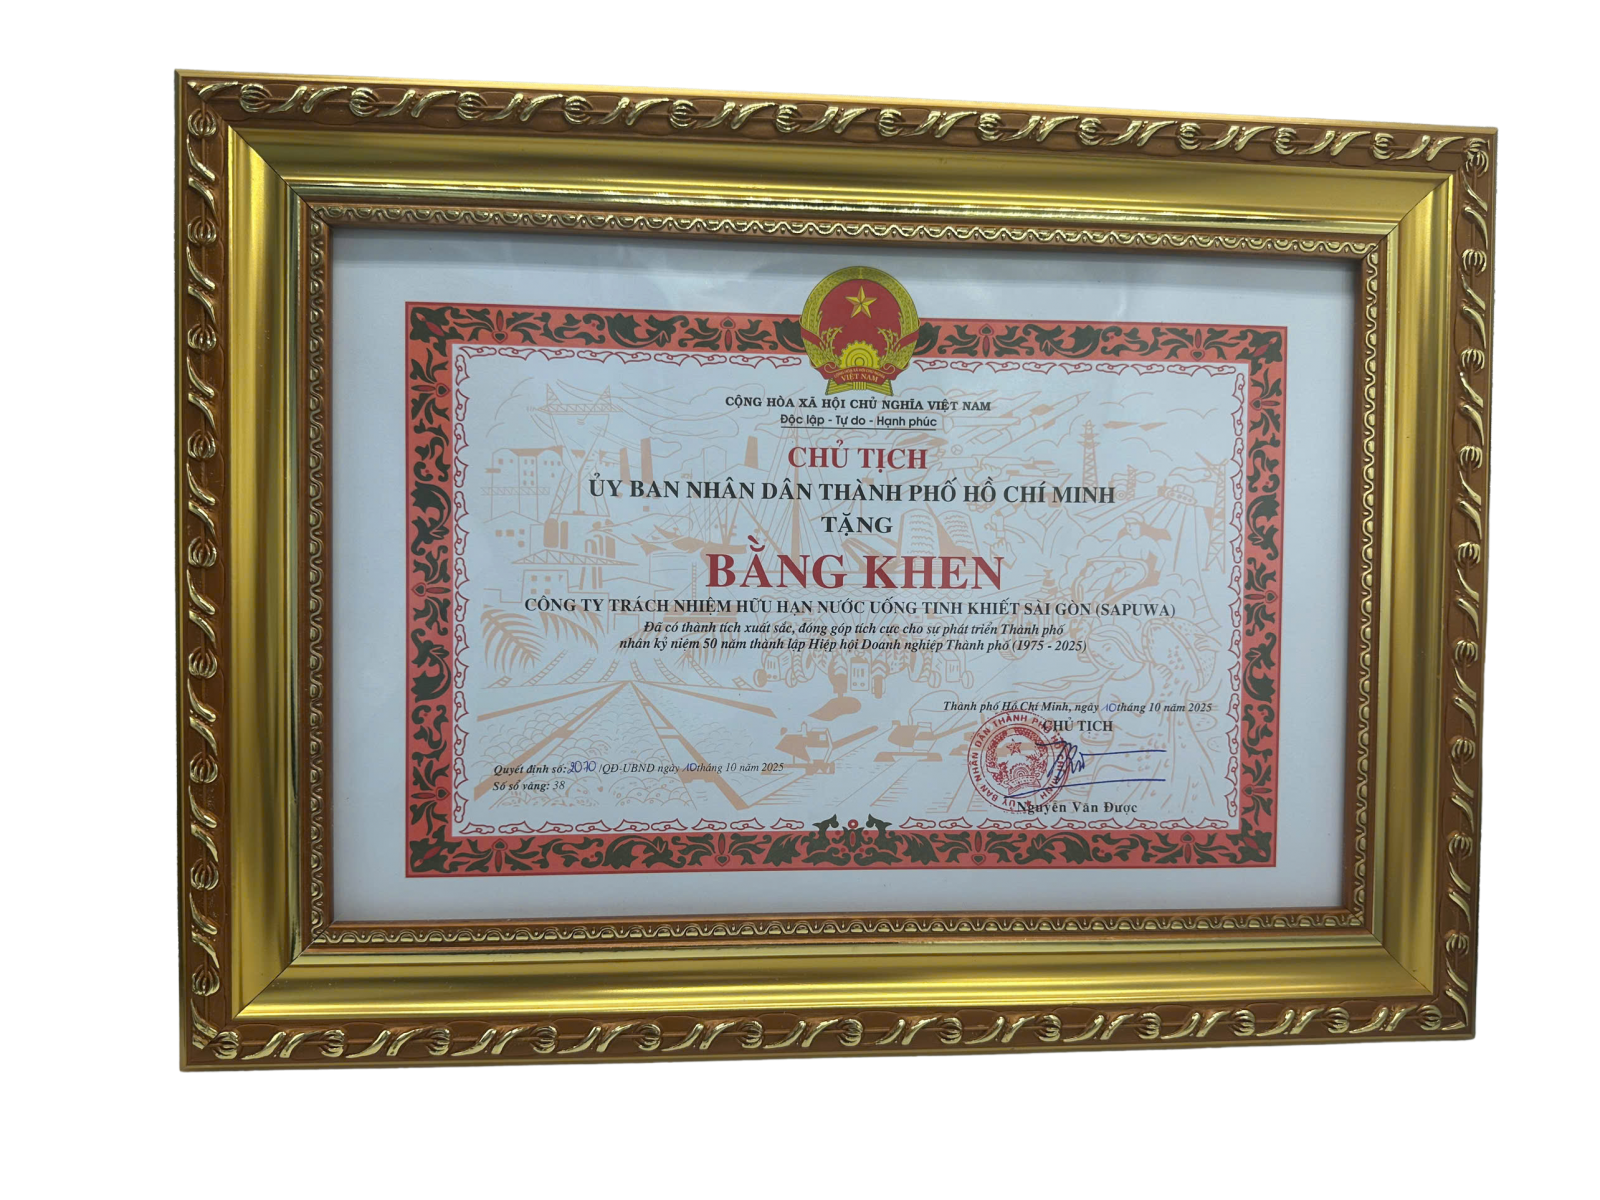 VIỆT NAM
CỘNG HÒA XÃ HỘI CHỦ NGHĨA VIỆT NAM
Độc lập - Tự do - Hạnh phúc
CHỦ TỊCH
ỦY BAN NHÂN DÂN THÀNH PHỐ HỒ CHÍ MINH
TẶNG
BẰNG KHEN
CÔNG TY TRÁCH NHIỆM HỮU HẠN NƯỚC UỐNG TINH KHIẾT SÀI GÒN (SAPUWA)
Đã có thành tích xuất sắc, đóng góp tích cực cho sự phát triển Thành phố
nhân kỷ niệm 50 năm thành lập Hiệp hội Doanh nghiệp Thành phố (1975 - 2025)
Thành phố Hồ Chí Minh, ngày 10 tháng 10 năm 2025
CHỦ TỊCH
Quyết định số: 2070 /QĐ-UBND ngày 10 tháng 10 năm 2025
Số sổ vàng: 38
Nguyễn Văn Được